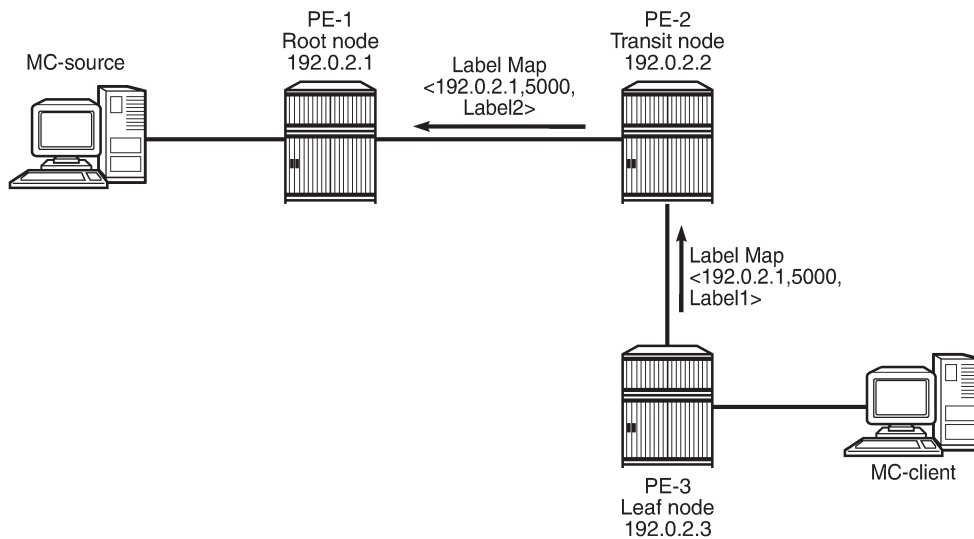 PE-1
Root node
192.0.2.1
PE-2
Transit node
192.0.2.2
MC-source
Label Map
<192.0.2.1,5000,
Label2>
Label Map
<192.0.2.1,5000,
Label1>
MC-client
PE-3
Leaf node
192.0.2.3